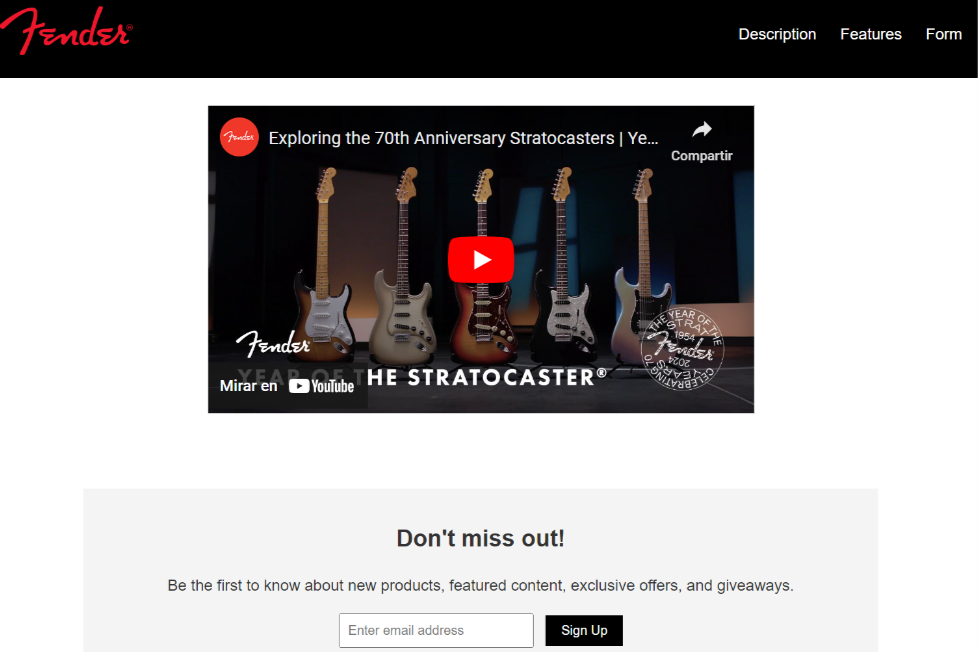 Fender®
Description Features Form
Fender
Exploring the 70th Anniversary Stratocasters | Ye...
Compartir
Fender
YEAR OF THE STRATOCASTER®
THE YEAR OF THE STRAT
1954
Fender
2024
CELEBRATING 70 YEARS
Mirar en YouTube
Don't miss out!
Be the first to know about new products, featured content, exclusive offers, and giveaways.
Enter email address
Sign Up